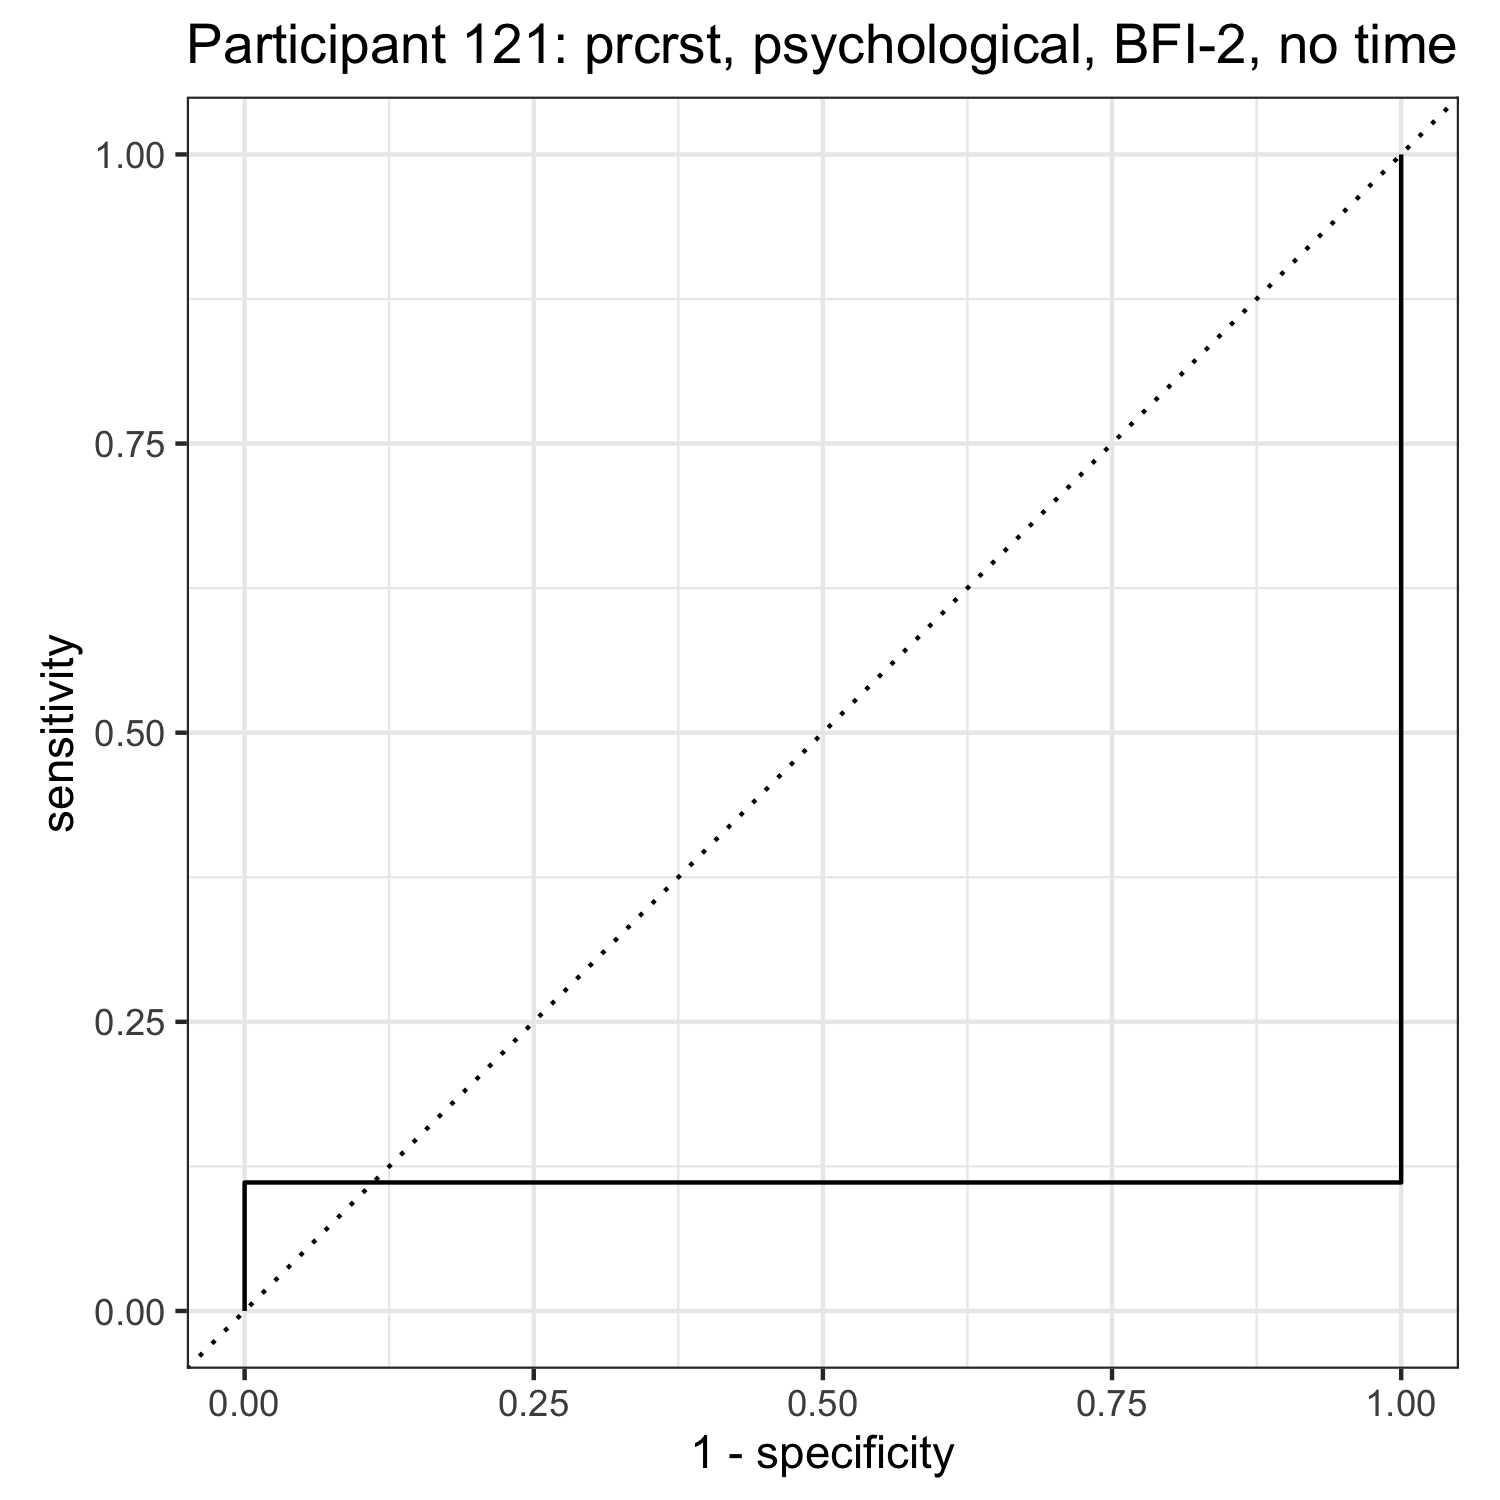 Participant 121: prcrst, psychological, BFI-2, no time
1.00
0.75
0.50
0.25
0.00
sensitivity
0.00 0.25 0.50 0.75 1.00
1 - specificity